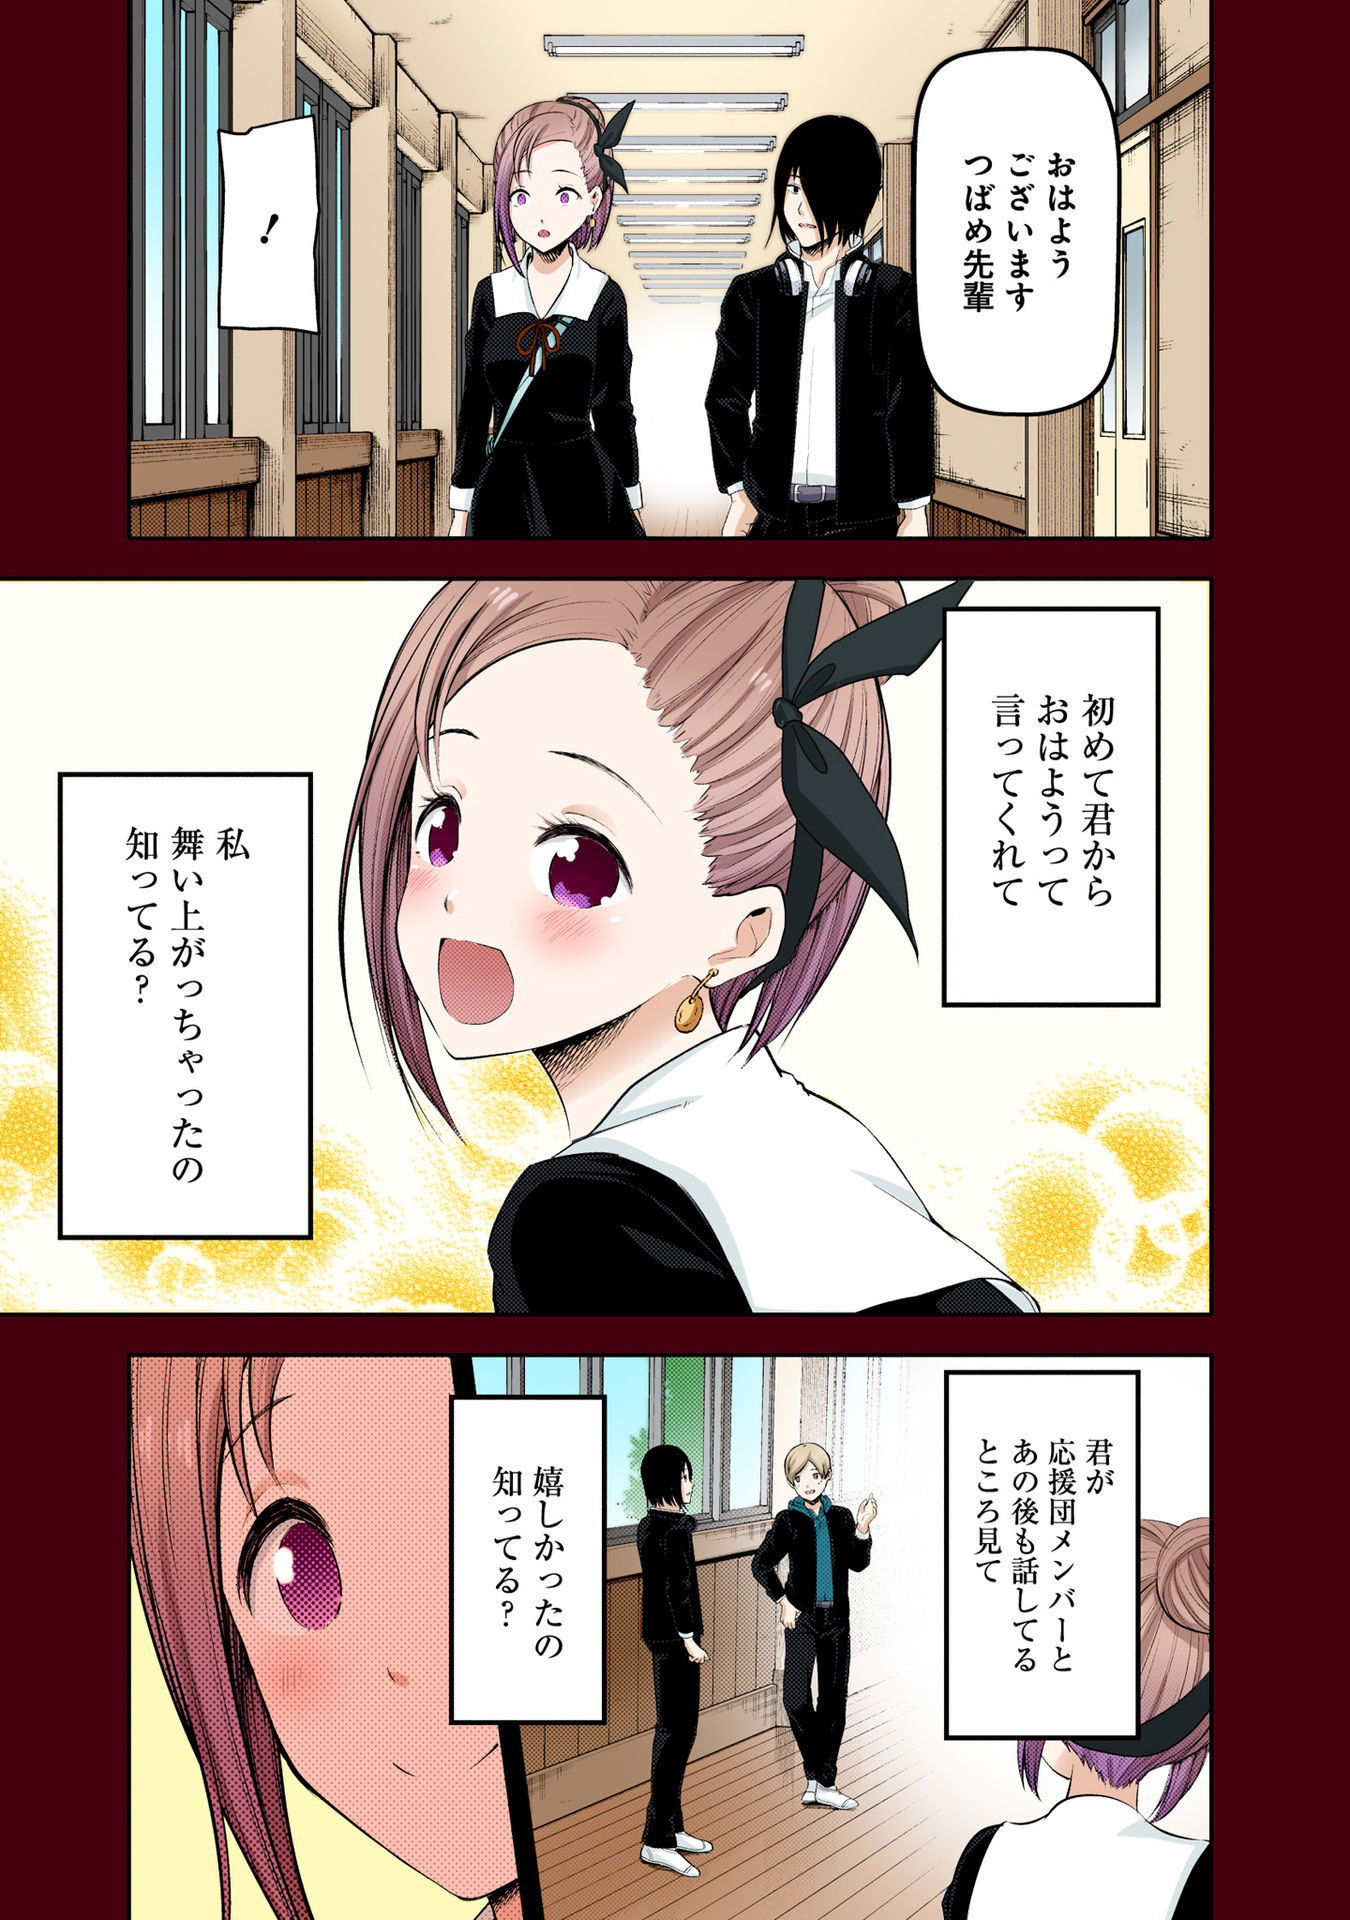 おはよう
ございます
つばめ先輩
！
初めて君から
おはようって
言ってくれて
私
舞い上がっちゃったの
知ってる？
君が
応援団メンバーと
あの後も話してる
ところ見て
嬉しかったの
知ってる？